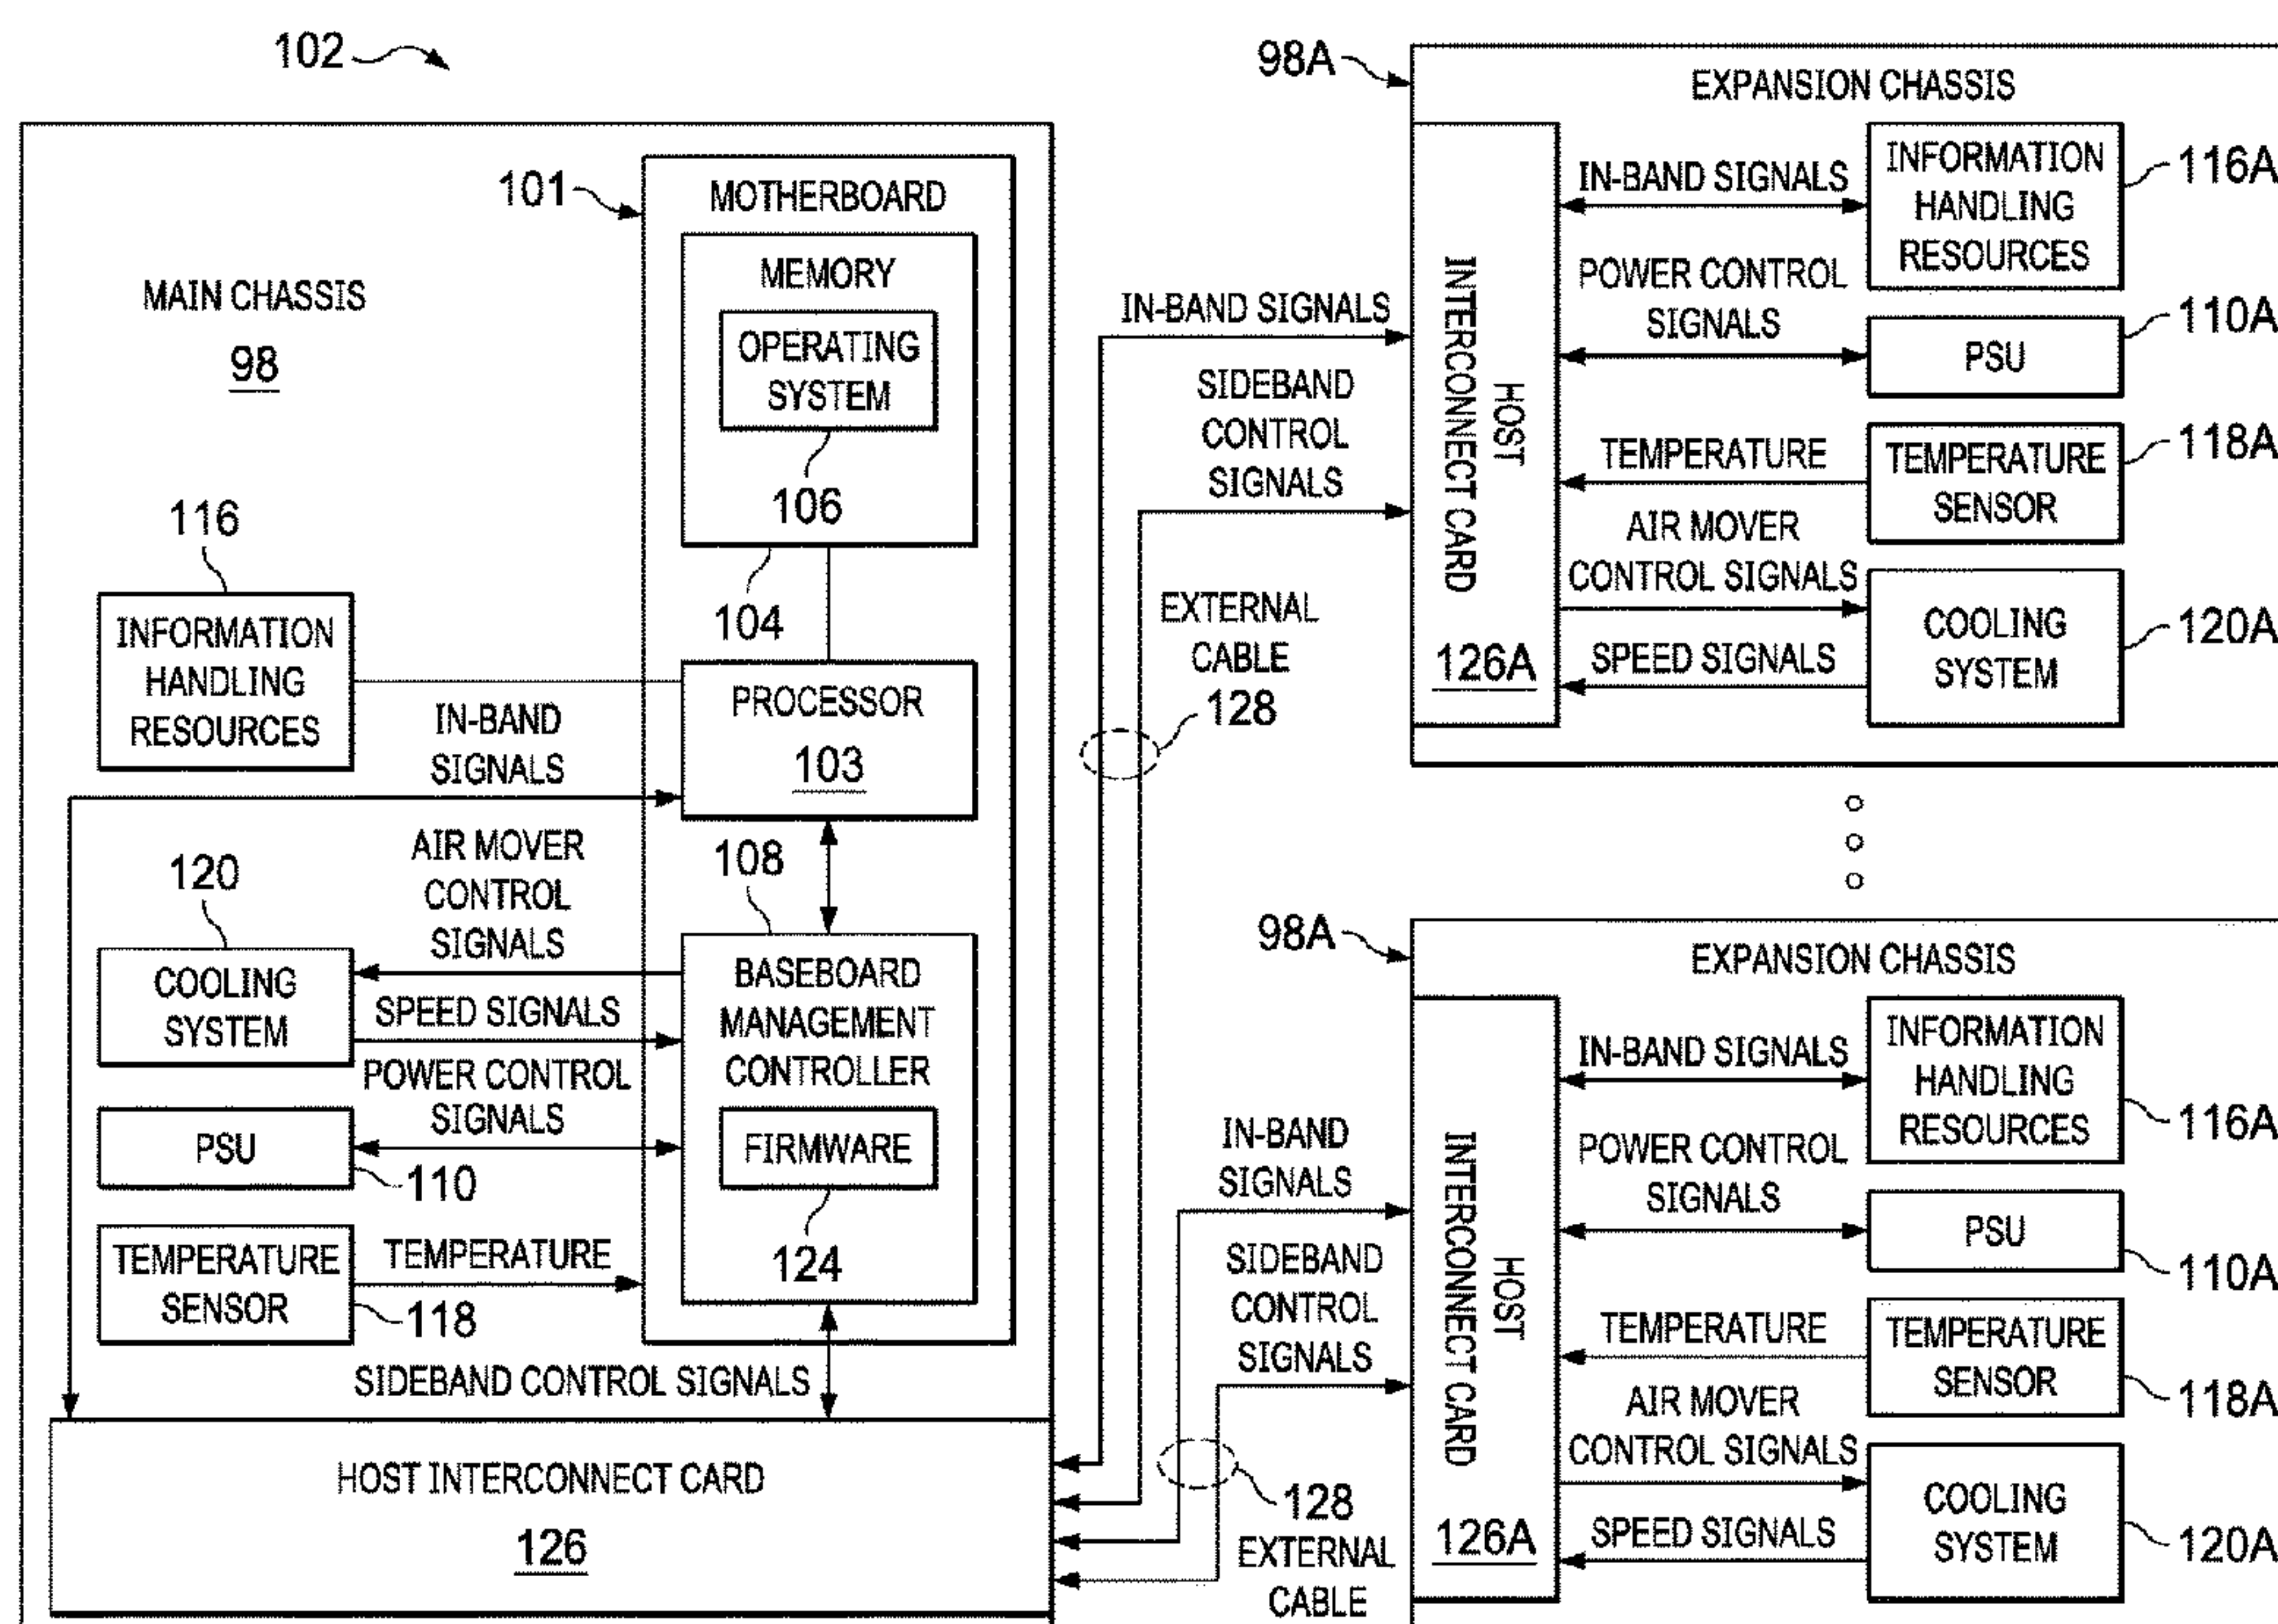 102
MAIN CHASSIS
98
101
MOTHERBOARD
MEMORY
OPERATING
SYSTEM
106
104
116
INFORMATION
HANDLING
RESOURCES
IN-BAND
SIGNALS
PROCESSOR
103
120
COOLING
SYSTEM
AIR MOVER
CONTROL
SIGNALS
SPEED SIGNALS
108
BASEBOARD
MANAGEMENT
CONTROLLER
FIRMWARE
124
POWER CONTROL
SIGNALS
PSU
110
TEMPERATURE
SENSOR
118
TEMPERATURE
SIDEBAND CONTROL SIGNALS
HOST INTERCONNECT CARD
126
IN-BAND SIGNALS
SIDEBAND
CONTROL
SIGNALS
EXTERNAL
CABLE
128
IN-BAND
SIGNALS
SIDEBAND
CONTROL
SIGNALS
128
EXTERNAL
CABLE
98A
EXPANSION CHASSIS
HOST
INTERCONNECT CARD
126A
IN-BAND SIGNALS
INFORMATION
HANDLING
RESOURCES
116A
POWER CONTROL
SIGNALS
PSU
110A
TEMPERATURE
TEMPERATURE
SENSOR
118A
AIR MOVER
CONTROL SIGNALS
SPEED SIGNALS
COOLING
SYSTEM
120A
98A
EXPANSION CHASSIS
HOST
INTERCONNECT CARD
126A
IN-BAND SIGNALS
INFORMATION
HANDLING
RESOURCES
116A
POWER CONTROL
SIGNALS
PSU
110A
TEMPERATURE
TEMPERATURE
SENSOR
118A
AIR MOVER
CONTROL SIGNALS
SPEED SIGNALS
COOLING
SYSTEM
120A